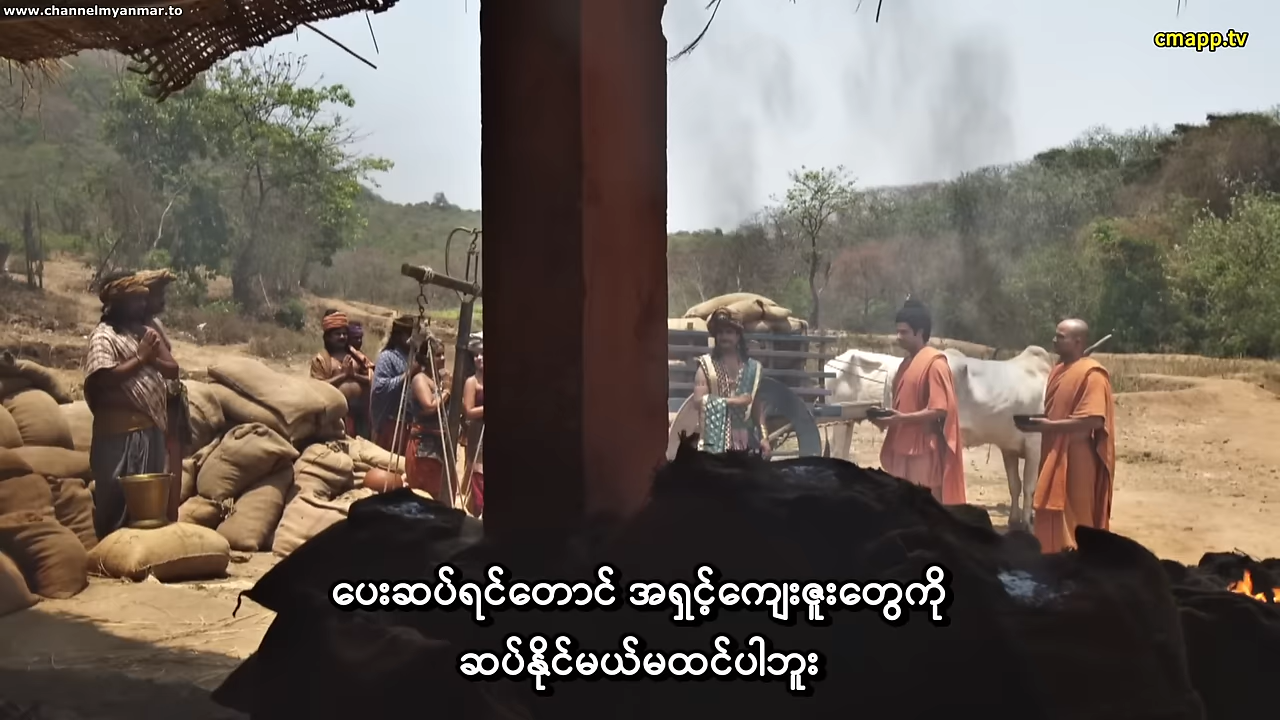 www.channelmyanmar.to
cmapp.tv
ပေးဆပ်ရင်တောင် အရှင့်ကျေးဇူးတွေကို
ဆပ်နိုင်မယ်မထင်ပါဘူး